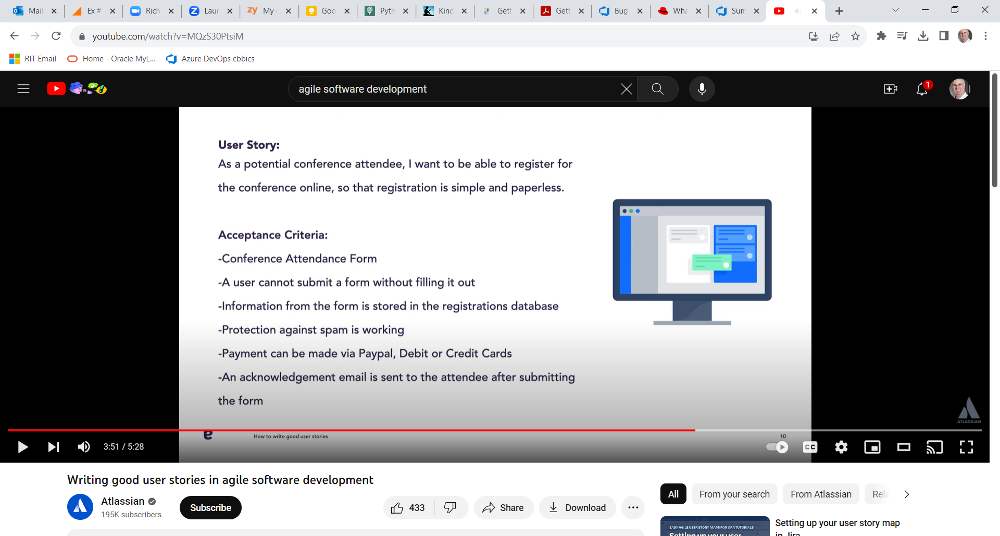 Mail
Ex #
Rich
Laur
My
Goo
Pyth
Kind
Gett
Gett
Bug
Wha
Sum
youtube.com/watch?v=MQzS30PtsiM
RIT Email
Home - Oracle MyL...
Azure DevOps cbbics
agile software development
1
User Story:
As a potential conference attendee, I want to be able to register for
the conference online, so that registration is simple and paperless.
Acceptance Criteria:
-Conference Attendance Form
-A user cannot submit a form without filling it out
-Information from the form is stored in the registrations database
-Protection against spam is working
-Payment can be made via Paypal, Debit or Credit Cards
-An acknowledgement email is sent to the attendee after submitting
the form
ATLASSIAN
How to write good user stories
10
3:51 / 5:28
CC
Writing good user stories in agile software development
Atlassian
195K subscribers
Subscribe
433
Share
Download
All
From your search
From Atlassian
Rela
EASY AGILE USER STORY MAPS FOR JIRA TUTORIALS
Setting up your user
Setting up your user story map
in Jira